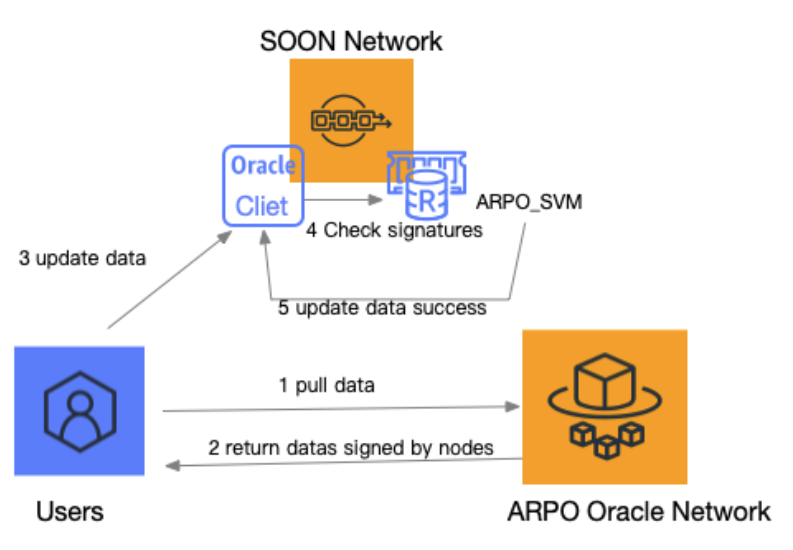 SOON Network
Oracle
Cliet
R
ARPO_SVM
4 Check signatures
3 update data
5 update data success
1 pull data
2 return datas signed by nodes
Users
ARPO Oracle Network